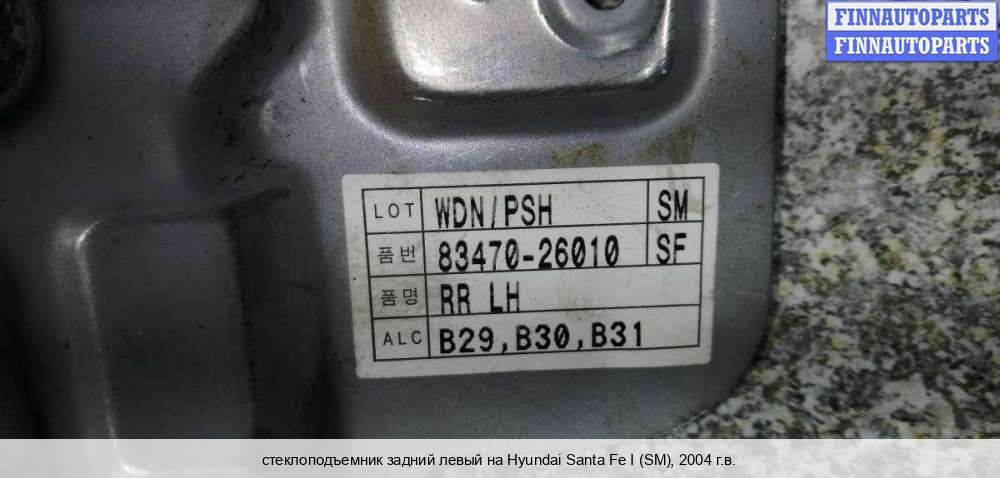 FINNAUTOPARTS
FINNAUTOPARTS
LOT WDN/PSH SM
품번 83470-26010 SF
품명 RR LH
ALC B29,B30,B31
стеклоподъемник задний левый на Hyundai Santa Fe I (SM), 2004 г.в.